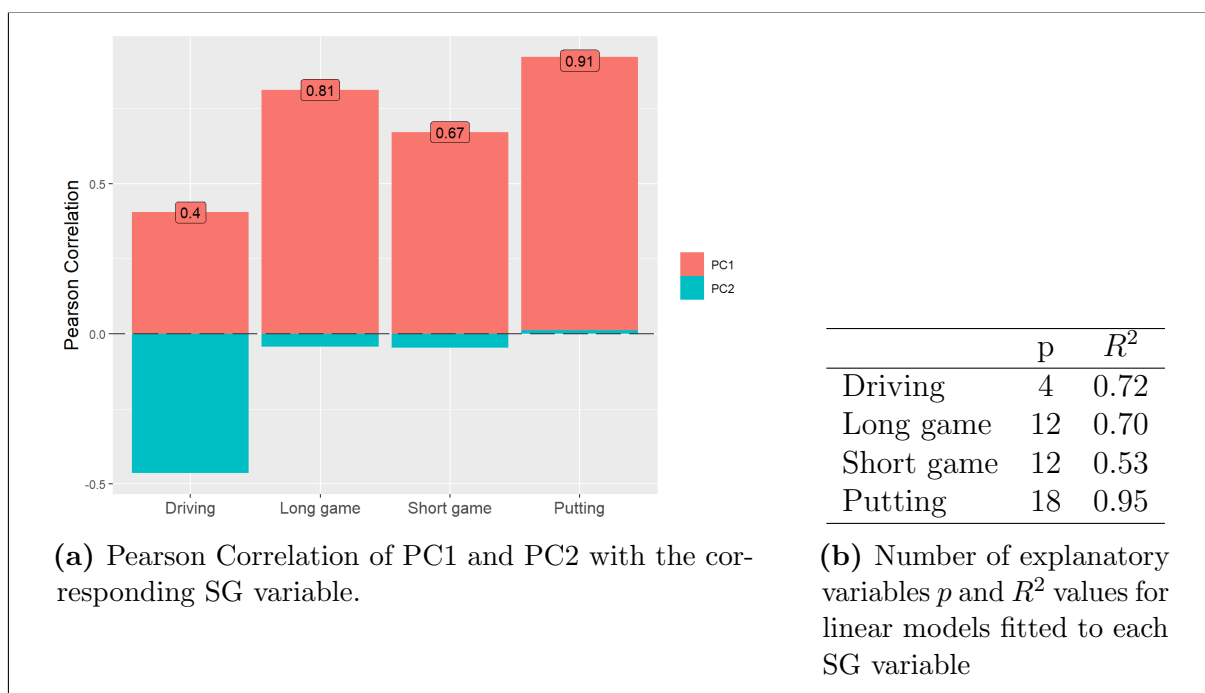 0.91
0.81
0.67
0.4
Pearson Correlation
0.5
0.0
-0.5
Driving Long game Short game Putting
PC1
PC2
(a) Pearson Correlation of PC1 and PC2 with the cor-
responding SG variable.
p R²
Driving 4 0.72
Long game 12 0.70
Short game 12 0.53
Putting 18 0.95
(b) Number of explanatory
variables p and R² values for
linear models fitted to each
SG variable